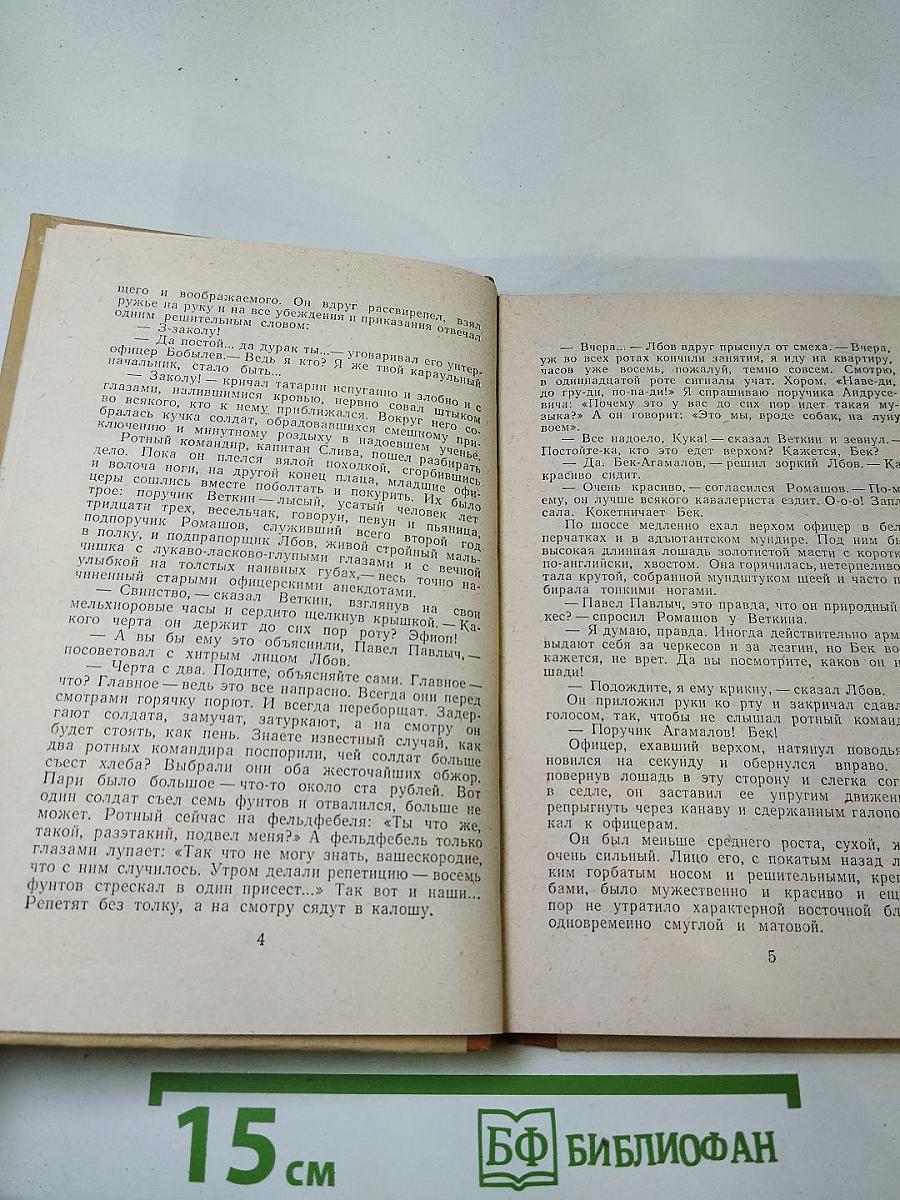 щего и воображаемого. Он вдруг рассвирепел, взял
ружье на руку и на все убеждения и приказания отвечал
одним решительным словом:
— З-заколу!
— Да постой... да дурак ты...— уговаривал его унтер-
офицер Бобылев.— Ведь я кто? Я же твой караульный
начальник, стало быть...
— Заколу! — кричал татарин испуганно и злобно и с
глазами, налившимися кровью, нервно совал штыком
во всякого, кто к нему приближался. Вокруг него со-
бралась кучка солдат, обрадовавшихся смешному при-
ключению и минутному роздыху в надоевшем ученье.
Ротный командир, капитан Слива, пошел разбирать
дело. Пока он плелся вялой походкой, сгорбившись
и волоча ноги, на другой конец плаца, младшие офи-
церы сошлись вместе поболтать и покурить. Их было
трое: поручик Веткин — лысый, усатый человек лет
тридцати трех, весельчак, говорун, певун и пьяница,
подпоручик Ромашов, служивший всего второй год
в полку, и подпрапорщик Лбов, живой стройный маль-
чишка с лукаво-ласково-глупыми глазами и с вечной
улыбкой на толстых наивных губах,— весь точно на-
чиненный старыми офицерскими анекдотами.
— Свинство,— сказал Веткин, взглянув на свои
мельхиоровые часы и сердито щелкнув крышкой.— Ка-
кого черта он держит до сих пор роту? Эфиоп!
— А вы бы ему это объяснили, Павел Павлыч,—
посоветовал с хитрым лицом Лбов.
— Черта с два. Подите, объясняйте сами. Главное —
что? Главное — ведь это все напрасно. Всегда они перед
смотрами горячку порют. И всегда переборщат. Задер-
гают солдата, замучат, затуркают, а на смотру он
будет стоять, как пень. Знаете известный случай, как
два ротных командира поспорили, чей солдат больше
съест хлеба? Выбрали они оба жесточайших обжор.
Пари было большое — что-то около ста рублей. Вот
один солдат съел семь фунтов и отвалился, больше не
может. Ротный сейчас на фельдфебеля: «Ты что же,
такой, разэтакий, подвел меня?» А фельдфебель только
глазами лупает: «Так что не могу знать, вашескородие,
что с ним случилось. Утром делали репетицию — восемь
фунтов стрескал в один присест...» Так вот и наши...
Репетят без толку, а на смотру сядут в калошу.
4
— Вчера... — Лбов вдруг прыснул от смеха. — Вчера,
уж во всех ротах кончили занятия, я иду на квартиру,
часов уже восемь, пожалуй, темно совсем. Смотрю,
в одиннадцатой роте сигналы учат. Хором. «Наве-ди,
до гру-ди, по-па-ди!» Я спрашиваю поручика Андрусе-
вича: «Почему это у вас до сих пор идет такая му-
зыка?» А он говорит: «Это мы, вроде собак, на луну
воем».
— Все надоело, Кука! — сказал Веткин и зевнул.—
Постойте-ка, кто это едет верхом? Кажется, Бек?
— Да. Бек-Агамалов,— решил зоркий Лбов.— Ка
красиво сидит.
— Очень красиво,— согласился Ромашов.— По-м
ему, он лучше всякого кавалериста ездит. О-о-о! Запл
сала. Кокетничает Бек.
По шоссе медленно ехал верхом офицер в бел
перчатках и в адъютантском мундире. Под ним бы
высокая длинная лошадь золотистой масти с коротк
по-английски, хвостом. Она горячилась, нетерпеливо
тала крутой, собранной мундштуком шеей и часто п
бирала тонкими ногами.
— Павел Павлыч, это правда, что он природный
кес? — спросил Ромашов у Веткина.
— Я думаю, правда. Иногда действительно арм
выдают себя за черкесов и за лезгин, но Бек во
кажется, не врет. Да вы посмотрите, каков он н
шади!
— Подождите, я ему крикну, — сказал Лбов.
Он приложил руки ко рту и закричал сдавл
голосом, так, чтобы не слышал ротный команд
— Поручик Агамалов! Бек!
Офицер, ехавший верхом, натянул поводья
новился на секунду и обернулся вправо.
повернув лошадь в эту сторону и слегка сог
в седле, он заставил ее упругим движени
репрыгнуть через канаву и сдержанным галопо
кал к офицерам.
Он был меньше среднего роста, сухой, ж
очень сильный. Лицо его, с покатым назад л
ким горбатым носом и решительными, креп
бами, было мужественно и красиво и ещ
пор не утратило характерной восточной бл
одновременно смуглой и матовой.
5
15 см
БФ БИБЛИОФАН